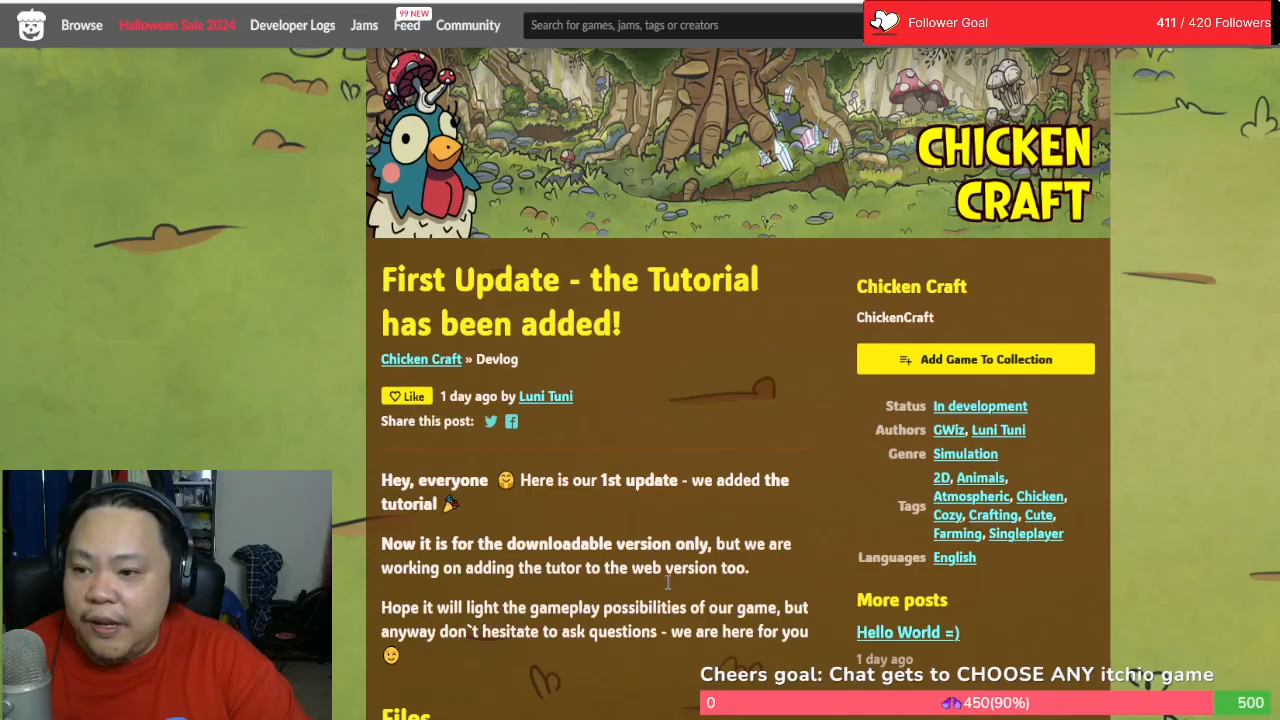 Browse
Halloween Sale 2024
Developer Logs
Jams
99 NEW
Feed
Community
Search for games, jams, tags or creators
Follower Goal
411 / 420 Followers
CHICKEN
CRAFT
First Update - the Tutorial
has been added!
Chicken Craft » Devlog
Like
1 day ago by Luni Tuni
Share this post:
Hey, everyone 🤗 Here is our 1st update - we added the
tutorial 🎉
Now it is for the downloadable version only, but we are
working on adding the tutor to the web version too.
Hope it will light the gameplay possibilities of our game, but
anyway don`t hesitate to ask questions - we are here for you
😉
Files
Chicken Craft
ChickenCraft
Add Game To Collection
Status In development
Authors GWiz, Luni Tuni
Genre Simulation
Tags 2D, Animals,
Atmospheric, Chicken,
Cozy, Crafting, Cute,
Farming, Singleplayer
Languages English
More posts
Hello World =)
1 day ago
Cheers goal: Chat gets to CHOOSE ANY itchio game
0 450(90%) 500